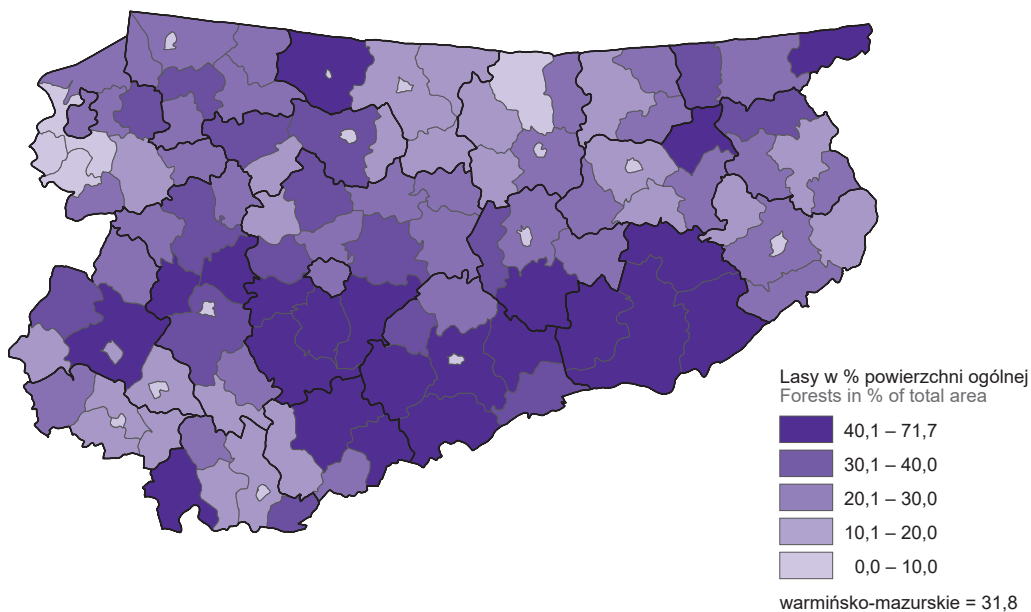 Lasy w % powierzchni ogólnej
Forests in % of total area
40,1 – 71,7
30,1 – 40,0
20,1 – 30,0
10,1 – 20,0
0,0 – 10,0
warmińsko-mazurskie = 31,8